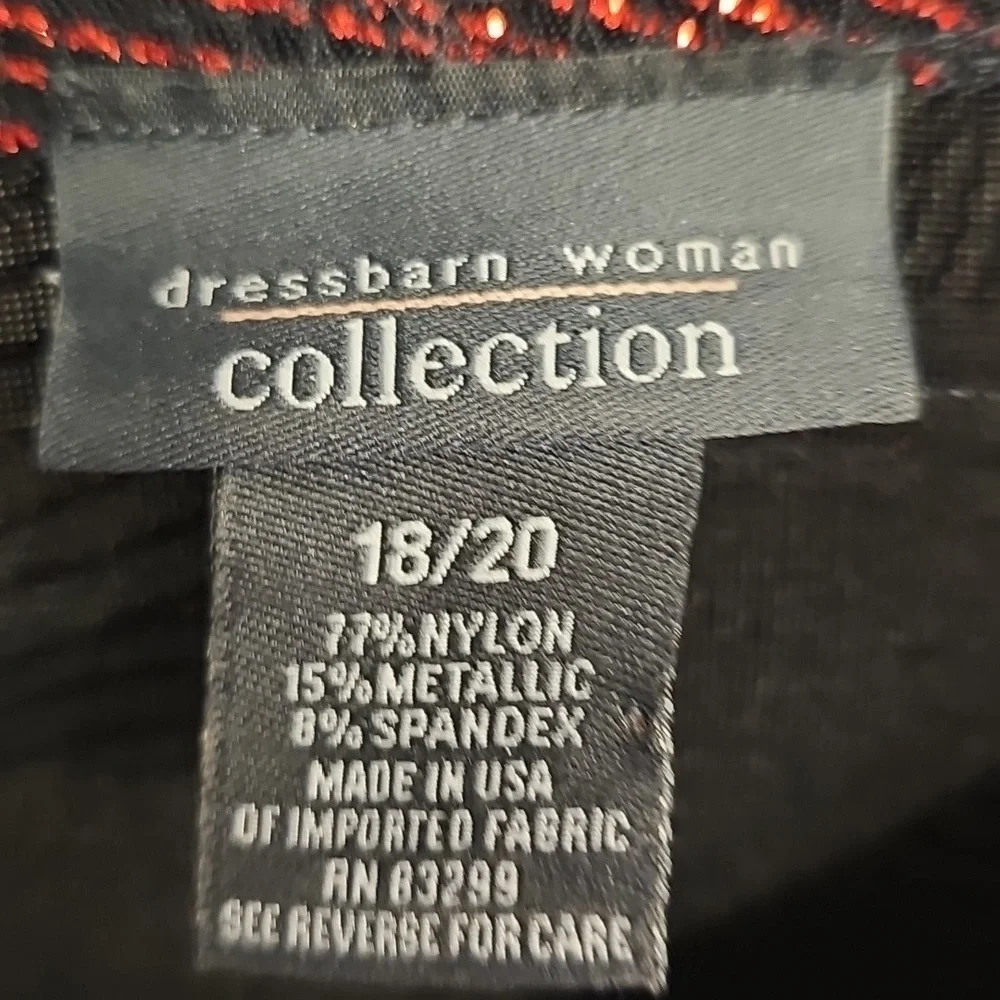 dressbarn woman
collection
18/20
77% NYLON
15% METALLIC
8% SPANDEX
MADE IN USA
OF IMPORTED FABRIC
RN 63299
SEE REVERSE FOR CARE